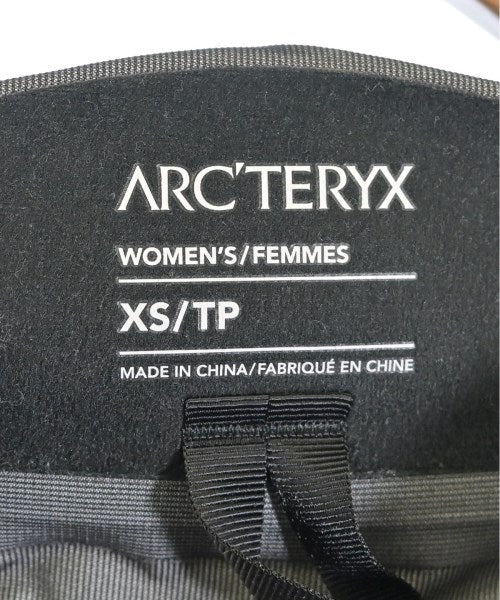 ARC'TERYX
WOMEN'S/FEMMES
XS/TP
MADE IN CHINA/FABRIQUÉ EN CHINE